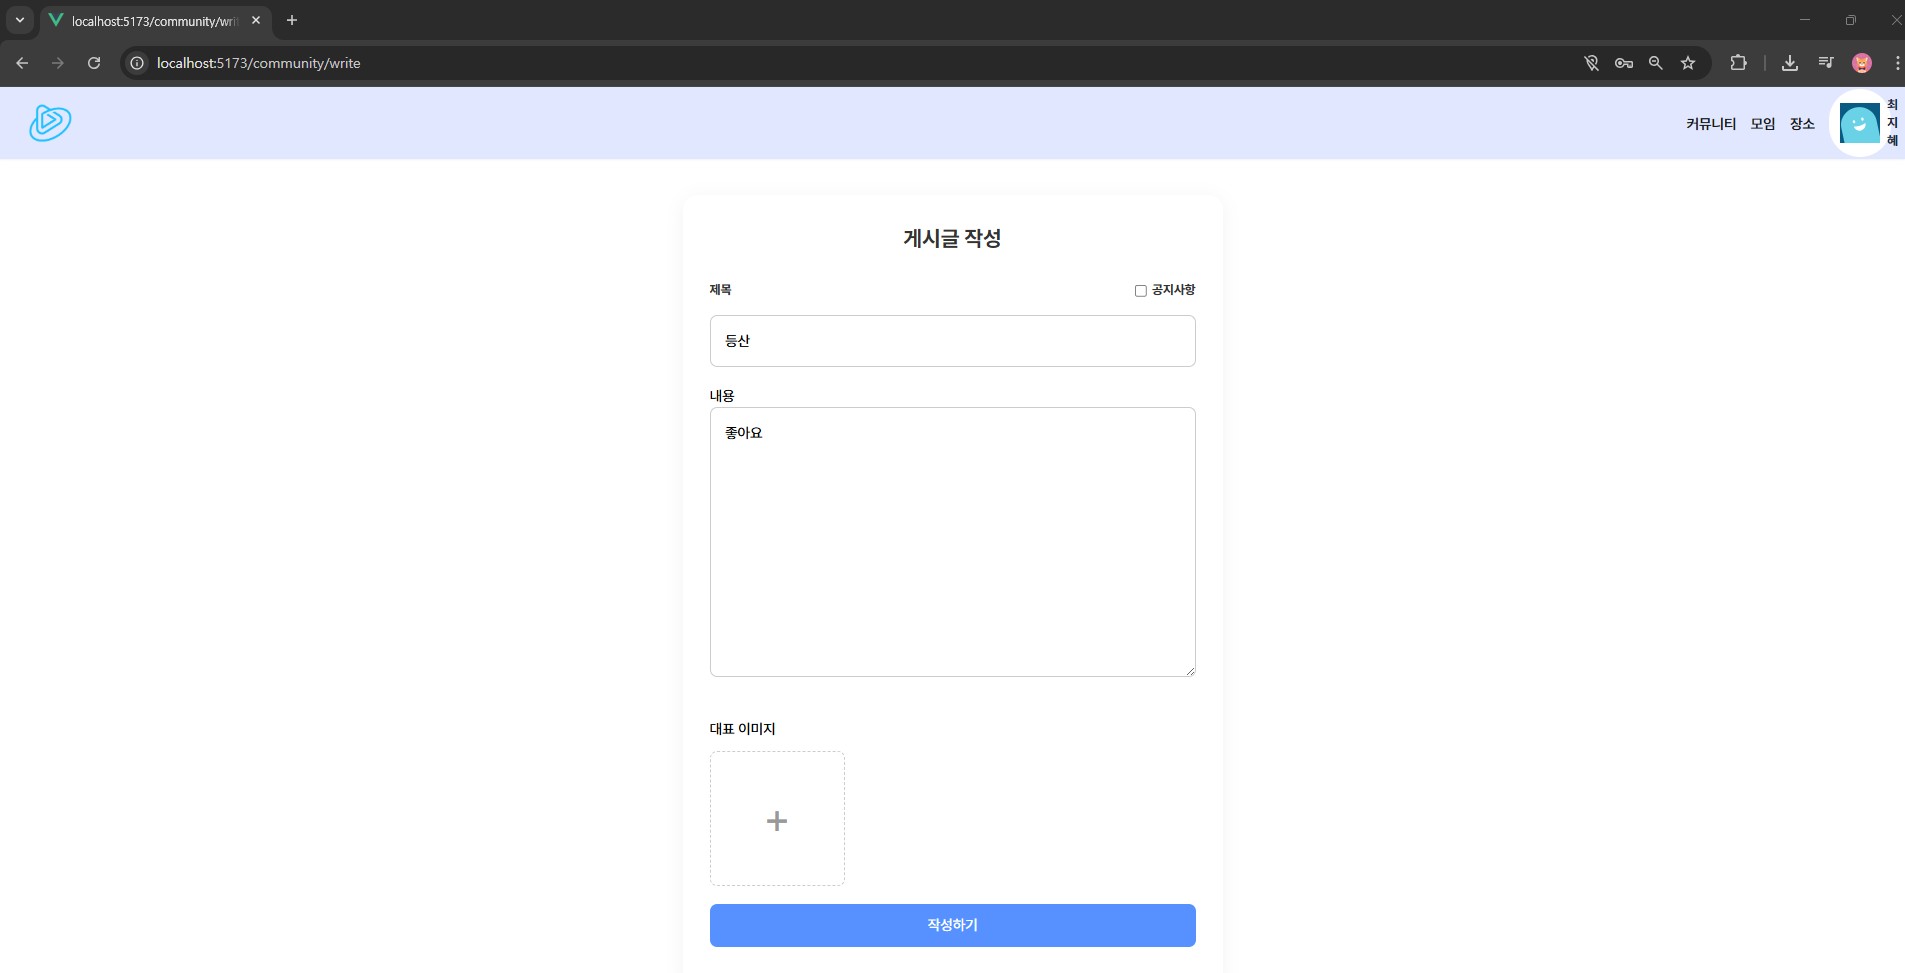 localhost:5173/community/wri
localhost:5173/community/write
커뮤니티 모임 장소
최
지
혜
게시글 작성
제목
공지사항
등산
내용
좋아요
대표 이미지
+
작성하기